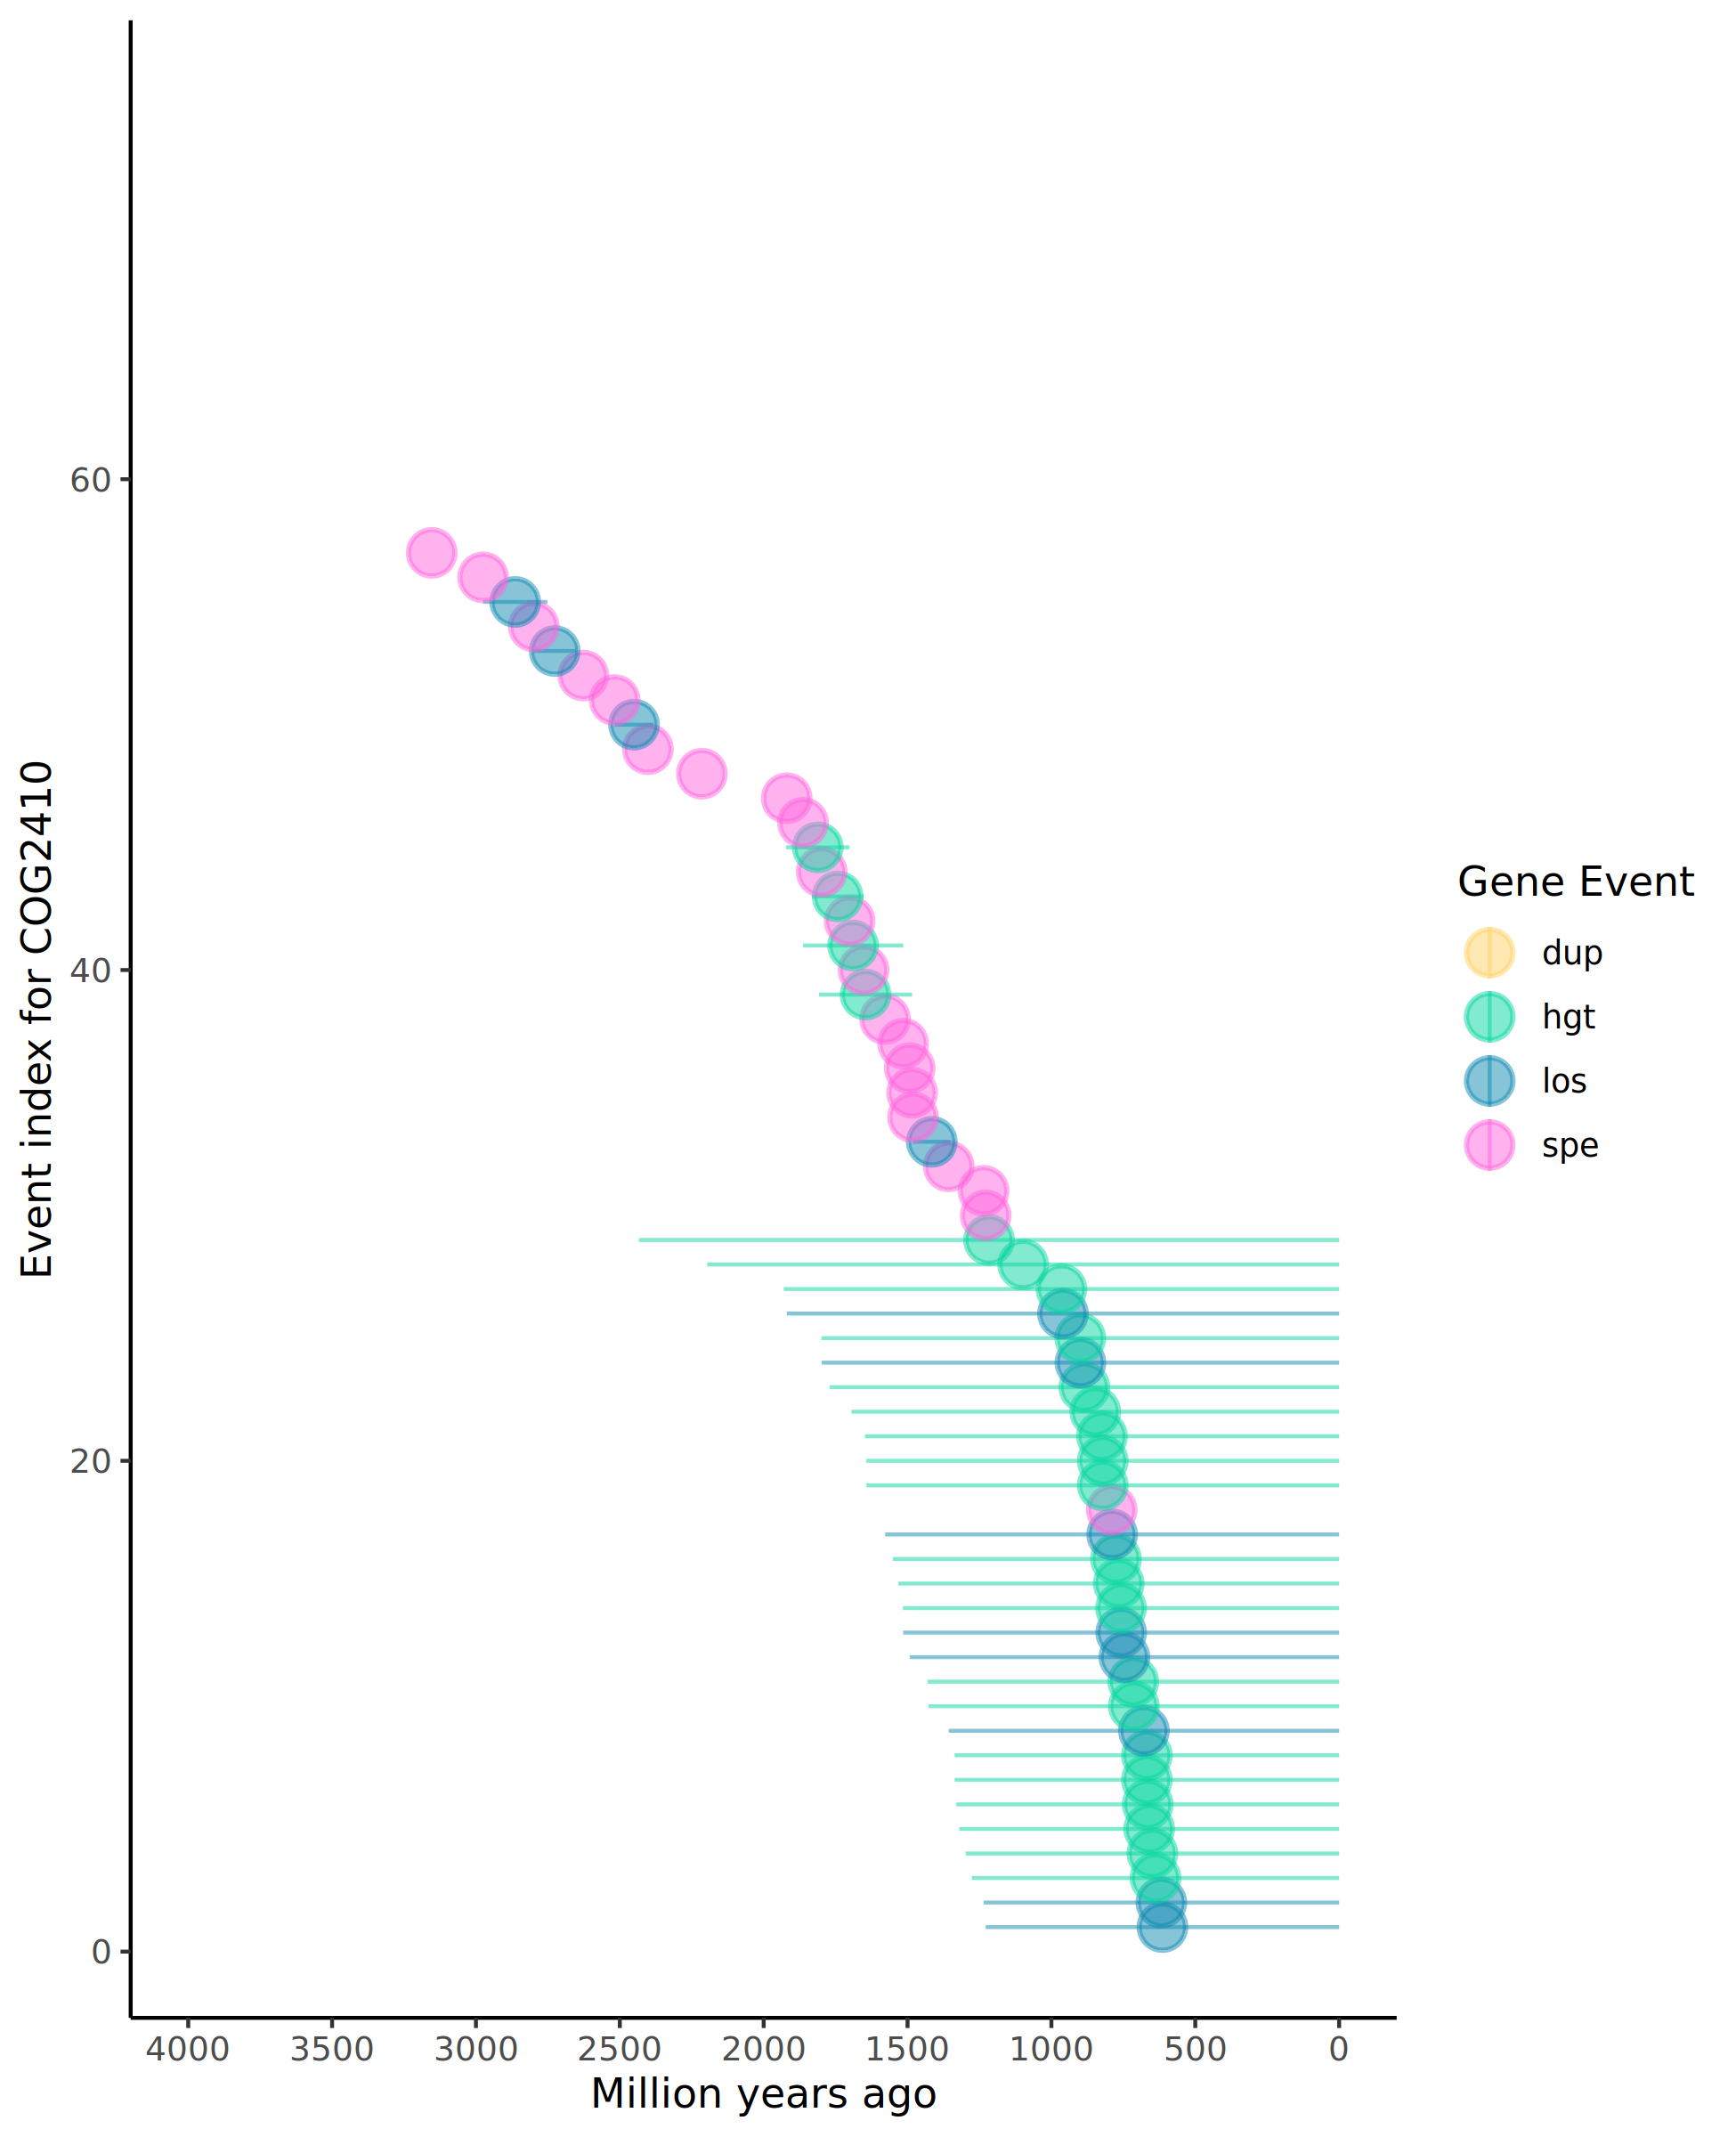 Event index for COG2410
60
40
20
0
4000 3500 3000 2500 2000 1500 1000 500 0
Million years ago
Gene Event
dup
hgt
los
spe